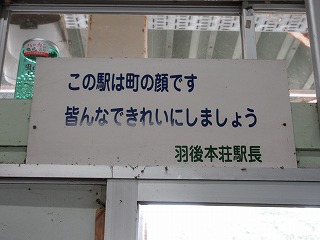 この駅は町の顔です
皆んなできれいにしましょう
羽後本荘駅長